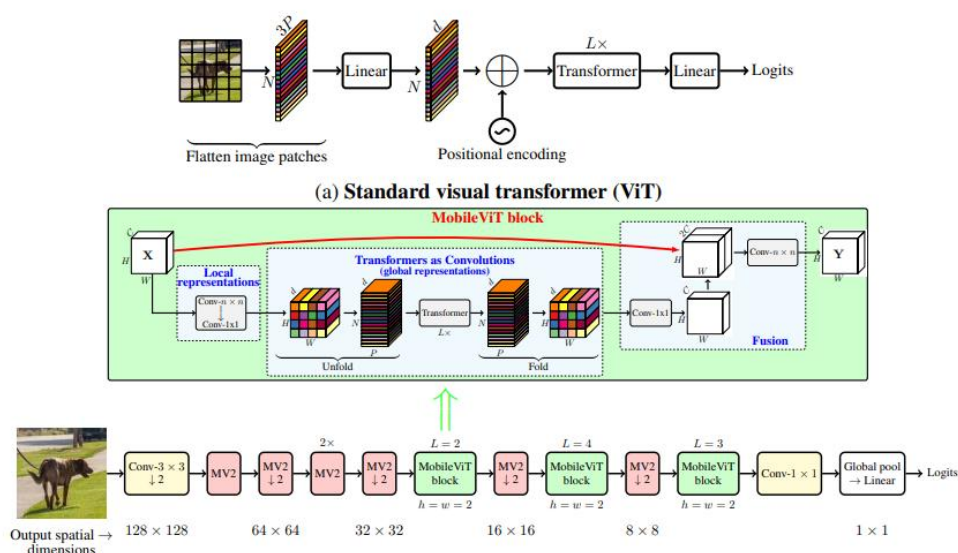 3P
d
N
Linear
N
L×
Transformer
Linear
Logits
Flatten image patches
Positional encoding
(a) Standard visual transformer (ViT)
MobileViT block
C
X
H
W
Local
representations
Conv-n × n
↓
Conv-1x1
Transformers as Convolutions
(global representations)
d
H
W
d
N
P
Unfold
Transformer
L×
d
N
P
d
H
W
Fold
Conv-1x1
2C
H
W
C
H
W
Conv-n × n
Fusion
C
H
Y
W
Conv-3 × 3
↓ 2
MV2
MV2
↓ 2
2×
MV2
MV2
↓ 2
L = 2
MobileViT
block
h = w = 2
MV2
↓ 2
L = 4
MobileViT
block
h = w = 2
MV2
↓ 2
L = 3
MobileViT
block
h = w = 2
Conv-1 × 1
Global pool
→ Linear
Logits
Output spatial →
dimensions
128 × 128
64 × 64
32 × 32
16 × 16
8 × 8
1 × 1